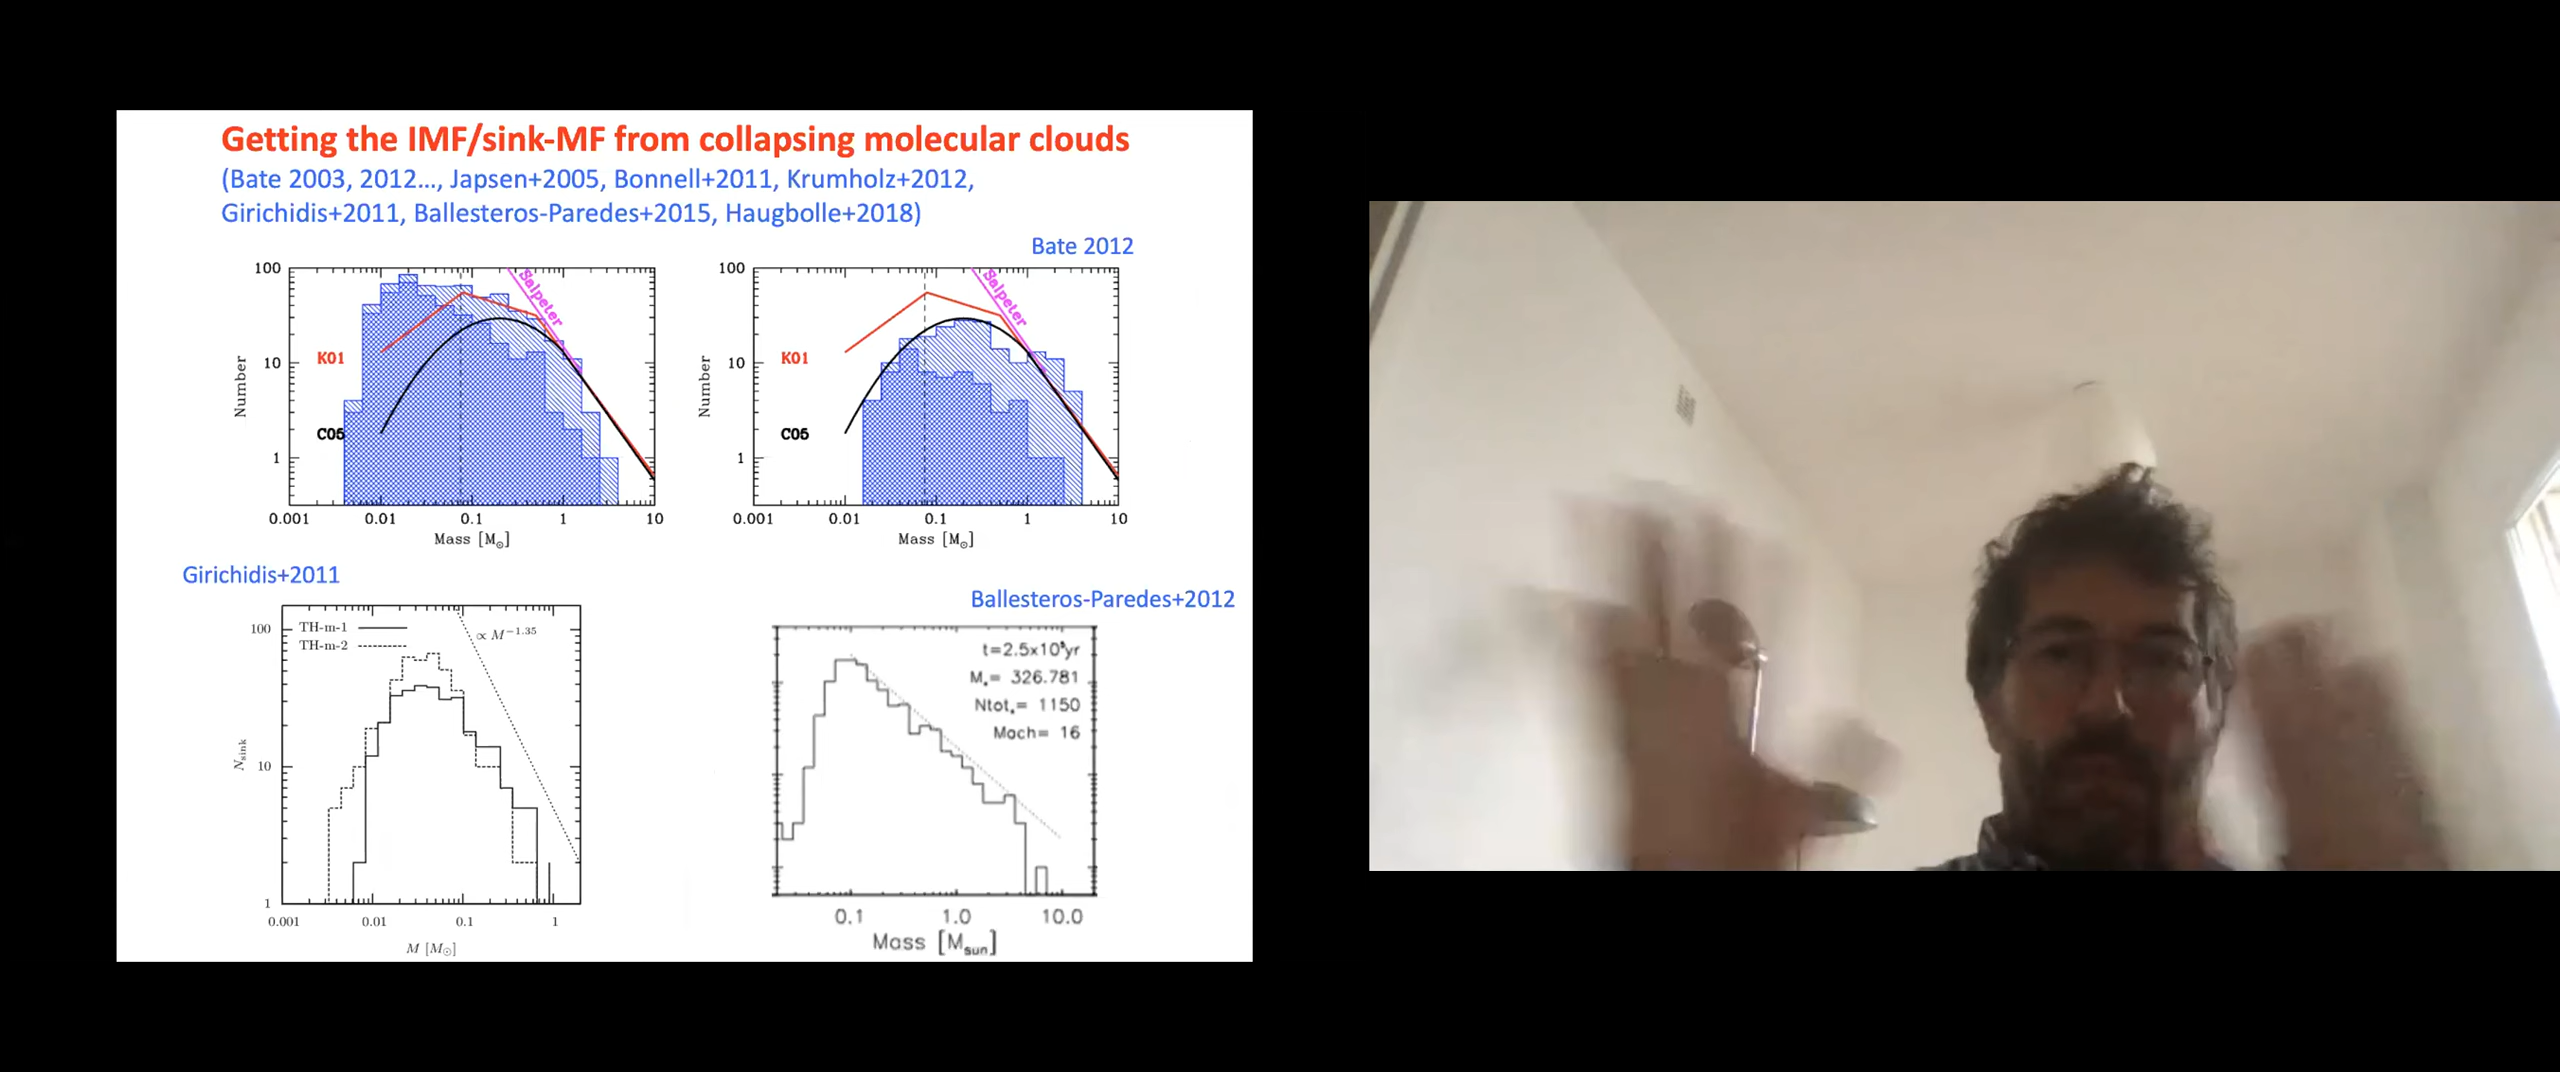 Getting the IMF/sink-MF from collapsing molecular clouds
(Bate 2003, 2012..., Japsen+2005, Bonnell+2011, Krumholz+2012,
Girichidis+2011, Ballesteros-Paredes+2015, Haugbolle+2018)
Bate 2012
100
10
1
Number
Salpeter
K01
C05
0.001 0.01 0.1 1 10
Mass [M☉]
100
10
1
Number
Salpeter
K01
C05
0.001 0.01 0.1 1 10
Mass [M☉]
Girichidis+2011
100
10
1
Nsink
TH-m-1
TH-m-2
∝ M^−1.35
0.001 0.01 0.1 1
M [M☉]
Ballesteros-Paredes+2012
t=2.5x10⁵yr
M*= 326.781
Ntot*= 1150
Mach= 16
0.1 1.0 10.0
Mass [Msun]